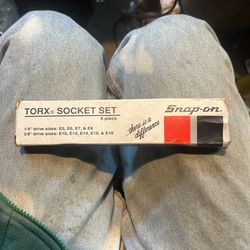 TORX® SOCKET SET
9 piece
1/4" drive sizes: E5, E6, E7, & E8
3/8" drive sizes: E10, E12, E14, E16, & E18
there is a
difference
Snap-on